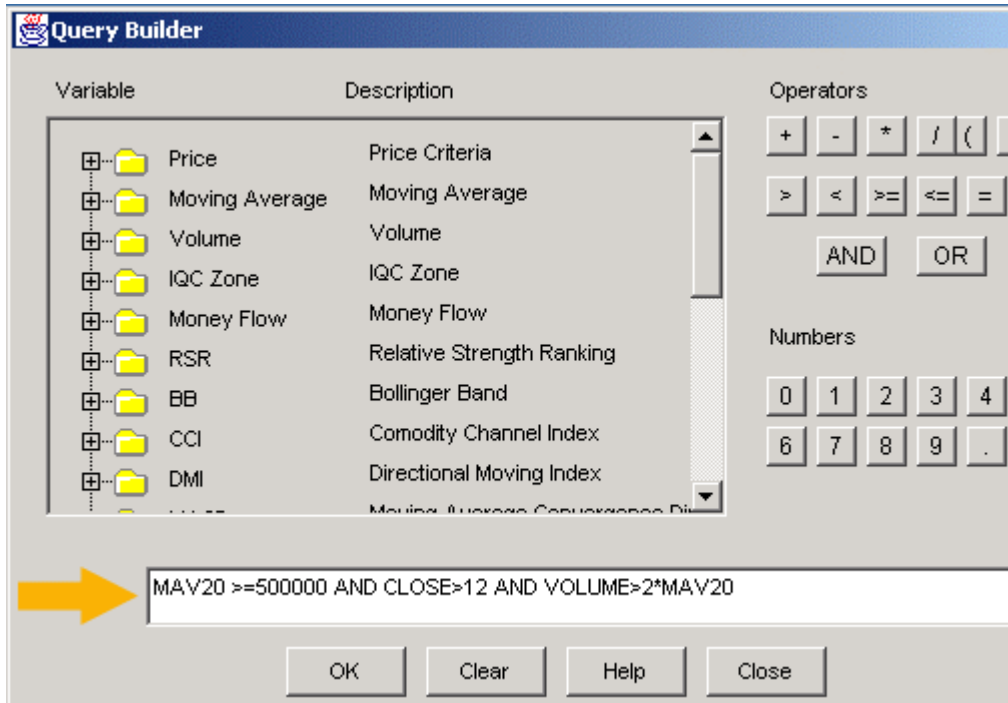 Query Builder
Variable Description Operators
+ - * / (
Price Price Criteria
Moving Average Moving Average
> < >= <= =
Volume Volume
AND OR
IQC Zone IQC Zone
Money Flow Money Flow
Numbers
RSR Relative Strength Ranking
BB Bollinger Band
0 1 2 3 4
CCI Comodity Channel Index
6 7 8 9 .
DMI Directional Moving Index
Moving Average Convergence
MAV20 >=500000 AND CLOSE>12 AND VOLUME>2*MAV20
OK Clear Help Close